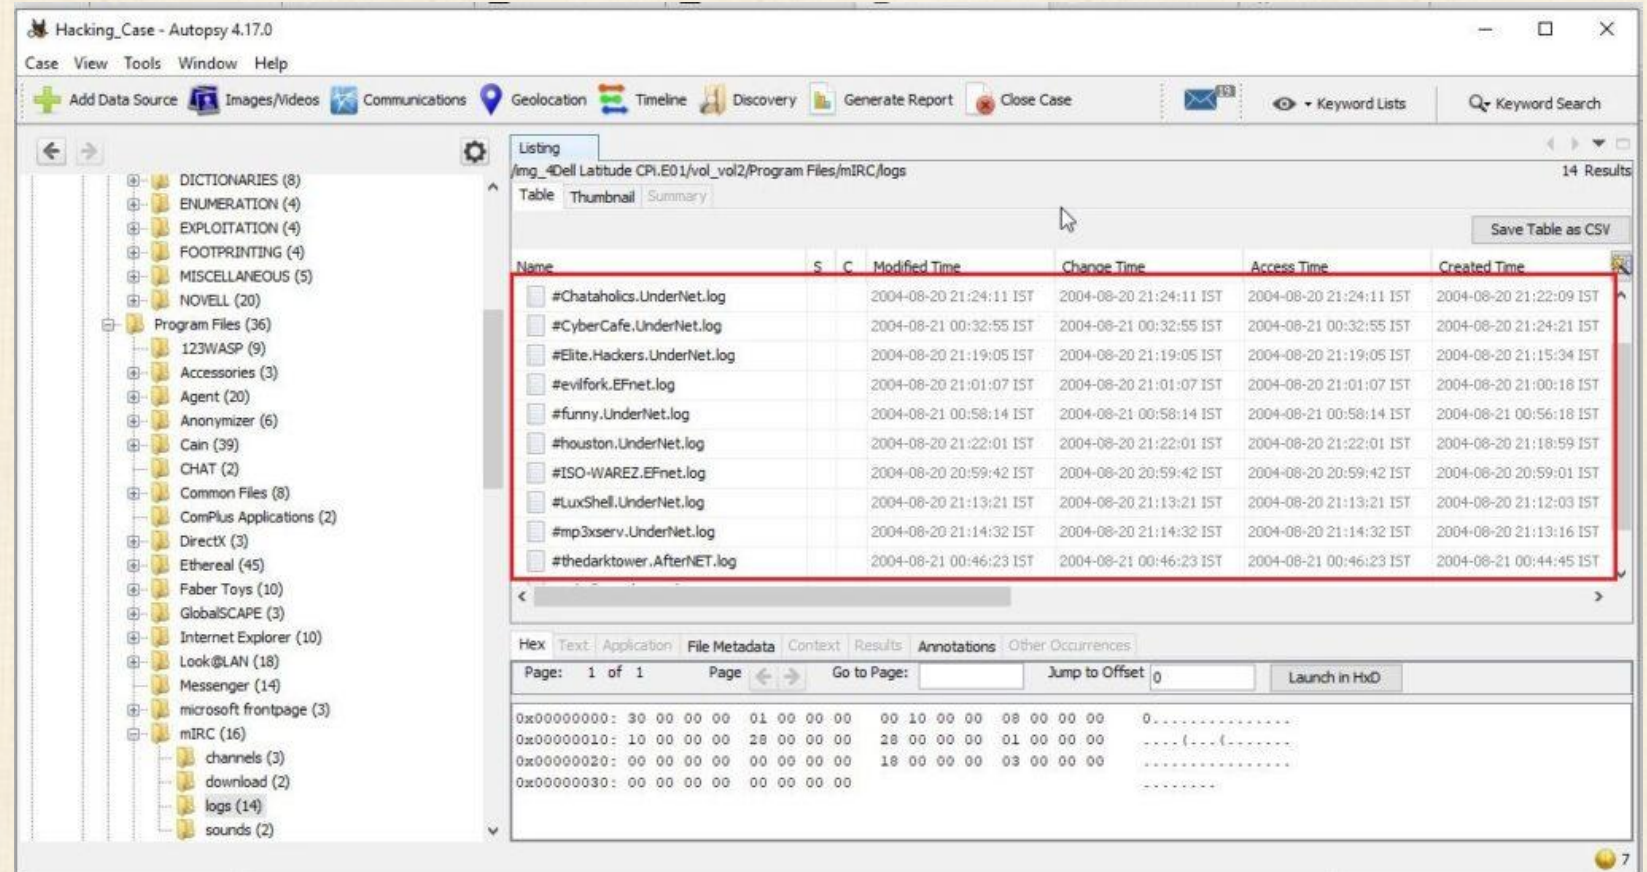 Hacking_Case - Autopsy 4.17.0
Case View Tools Window Help
Add Data Source Images/Videos Communications Geolocation Timeline Discovery Generate Report Close Case 19 Keyword Lists Keyword Search
Listing
/img_4Dell Latitude CPi.E01/vol_vol2/Program Files/mIRC/logs 14 Results
Table Thumbnail Summary
Save Table as CSV
Name S C Modified Time Change Time Access Time Created Time
#Chataholics.UnderNet.log 2004-08-20 21:24:11 IST 2004-08-20 21:24:11 IST 2004-08-20 21:24:11 IST 2004-08-20 21:22:09 IST
#CyberCafe.UnderNet.log 2004-08-21 00:32:55 IST 2004-08-21 00:32:55 IST 2004-08-21 00:32:55 IST 2004-08-20 21:24:21 IST
#Elite.Hackers.UnderNet.log 2004-08-20 21:19:05 IST 2004-08-20 21:19:05 IST 2004-08-20 21:19:05 IST 2004-08-20 21:15:34 IST
#evilfork.EFnet.log 2004-08-20 21:01:07 IST 2004-08-20 21:01:07 IST 2004-08-20 21:01:07 IST 2004-08-20 21:00:18 IST
#funny.UnderNet.log 2004-08-21 00:58:14 IST 2004-08-21 00:58:14 IST 2004-08-21 00:58:14 IST 2004-08-21 00:56:18 IST
#houston.UnderNet.log 2004-08-20 21:22:01 IST 2004-08-20 21:22:01 IST 2004-08-20 21:22:01 IST 2004-08-20 21:18:59 IST
#ISO-WAREZ.EFnet.log 2004-08-20 20:59:42 IST 2004-08-20 20:59:42 IST 2004-08-20 20:59:42 IST 2004-08-20 20:59:01 IST
#LuxShell.UnderNet.log 2004-08-20 21:13:21 IST 2004-08-20 21:13:21 IST 2004-08-20 21:13:21 IST 2004-08-20 21:12:03 IST
#mp3xserv.UnderNet.log 2004-08-20 21:14:32 IST 2004-08-20 21:14:32 IST 2004-08-20 21:14:32 IST 2004-08-20 21:13:16 IST
#thedarktower.AfterNET.log 2004-08-21 00:46:23 IST 2004-08-21 00:46:23 IST 2004-08-21 00:46:23 IST 2004-08-21 00:44:45 IST
DICTIONARIES (8)
ENUMERATION (4)
EXPLOITATION (4)
FOOTPRINTING (4)
MISCELLANEOUS (5)
NOVELL (20)
Program Files (36)
123WASP (9)
Accessories (3)
Agent (20)
Anonymizer (6)
Cain (39)
CHAT (2)
Common Files (8)
ComPlus Applications (2)
DirectX (3)
Ethereal (45)
Faber Toys (10)
GlobalSCAPE (3)
Internet Explorer (10)
Look@LAN (18)
Messenger (14)
microsoft frontpage (3)
mIRC (16)
channels (3)
download (2)
logs (14)
sounds (2)
Hex Text Application File Metadata Context Results Annotations Other Occurrences
Page: 1 of 1 Page Go to Page: Jump to Offset 0 Launch in HxD
0x00000000: 30 00 00 00 01 00 00 00 00 10 00 00 08 00 00 00 0...............
0x00000010: 10 00 00 00 28 00 00 00 28 00 00 00 01 00 00 00 ....(...(.......
0x00000020: 00 00 00 00 00 00 00 00 18 00 00 00 03 00 00 00 ................
0x00000030: 00 00 00 00 00 00 00 00 ........
7